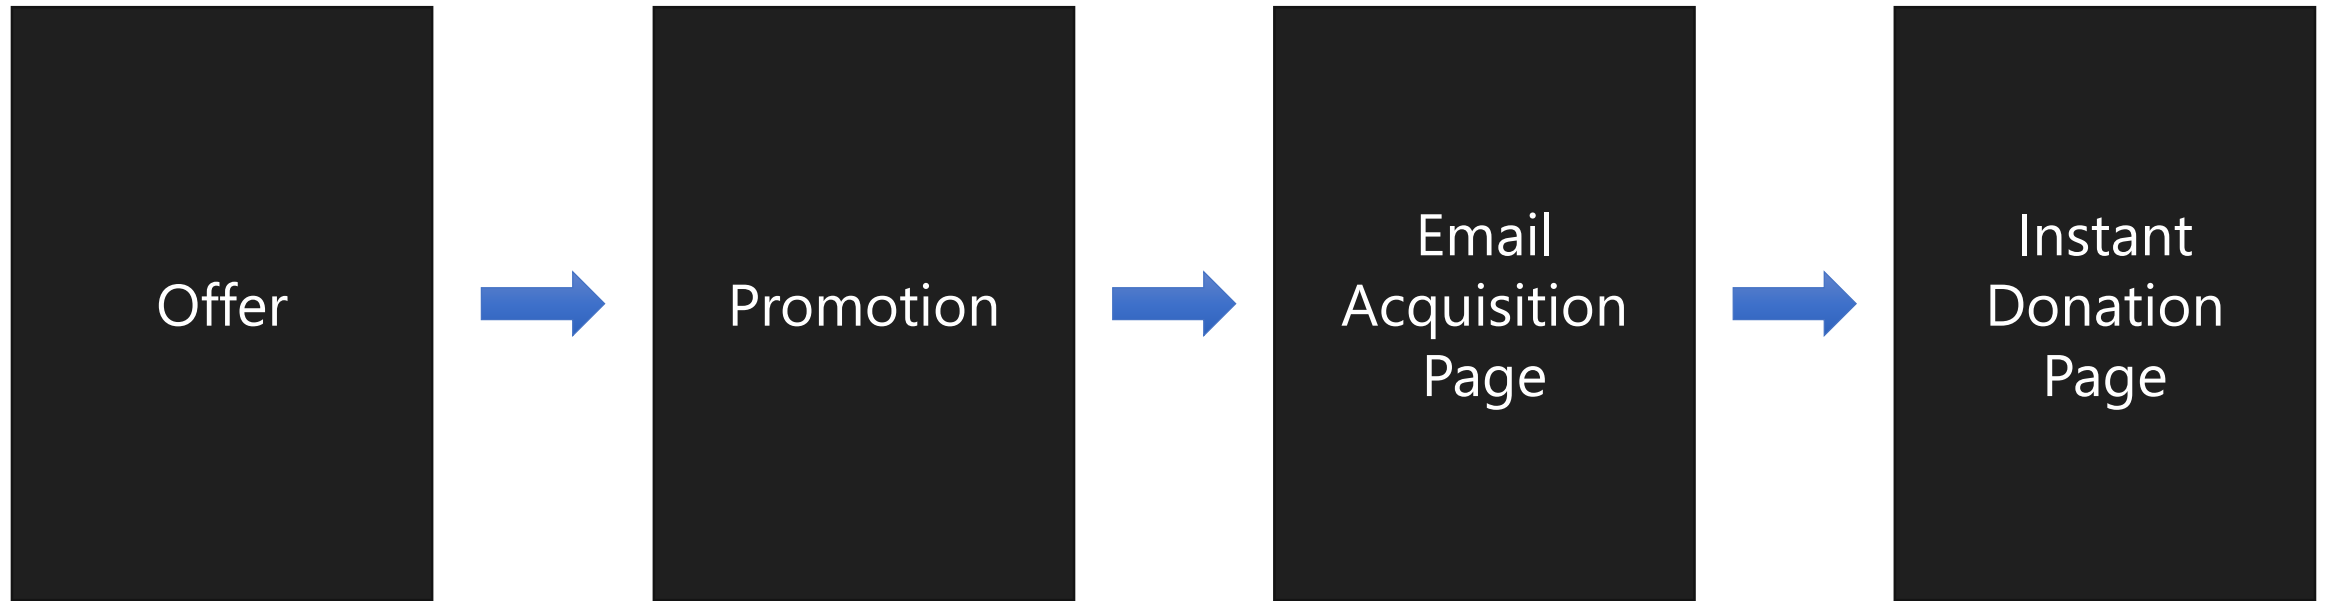 Offer
Promotion
Email
Acquisition
Page
Instant
Donation
Page